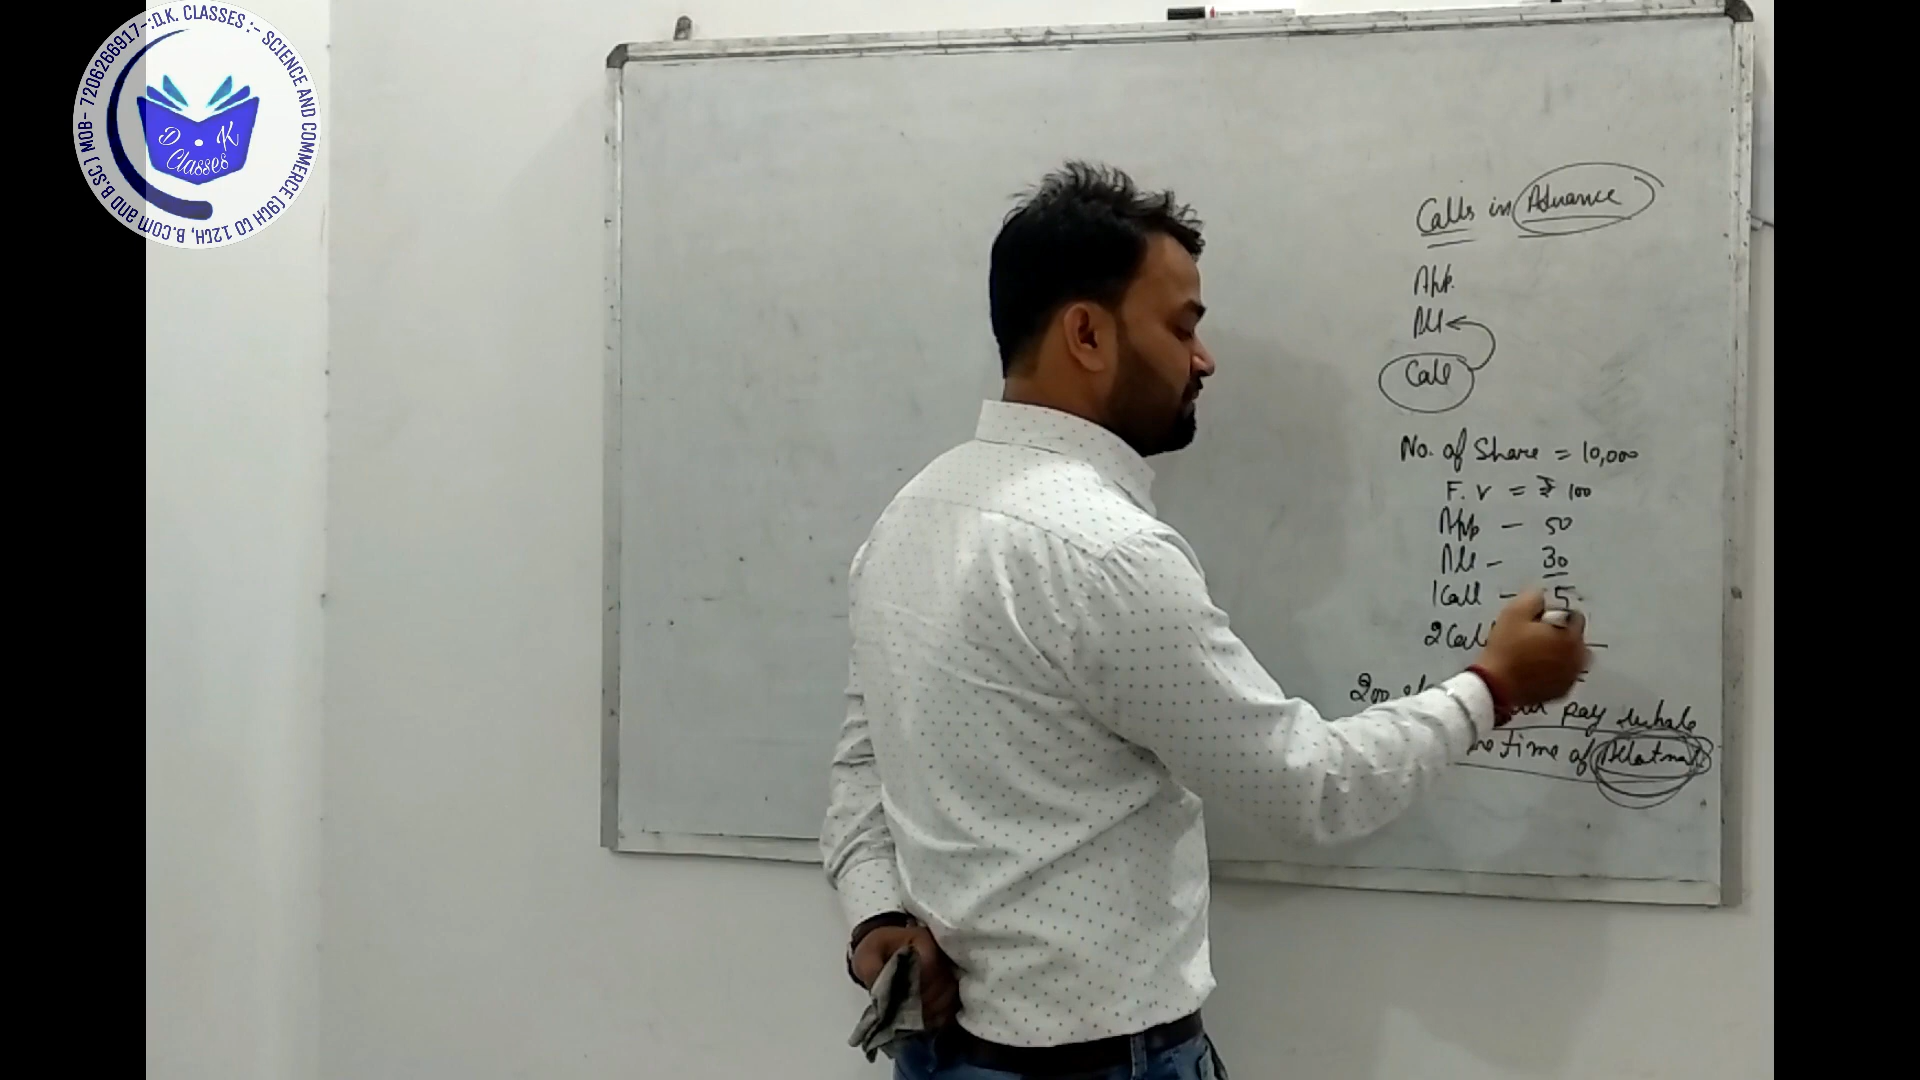 MOB- 7206266917-:D.K. CLASSES :- SCIENCE AND COMMERCE (9th to 12th, B.Com and B.SC.)
D.K
Classes
Calls in Advance
App.
All
Call
No. of Share = 10,000
F.V = ₹ 100
App - 50
All - 30
1 Call - 5
2 Call
200 pay whole
time of Allotment